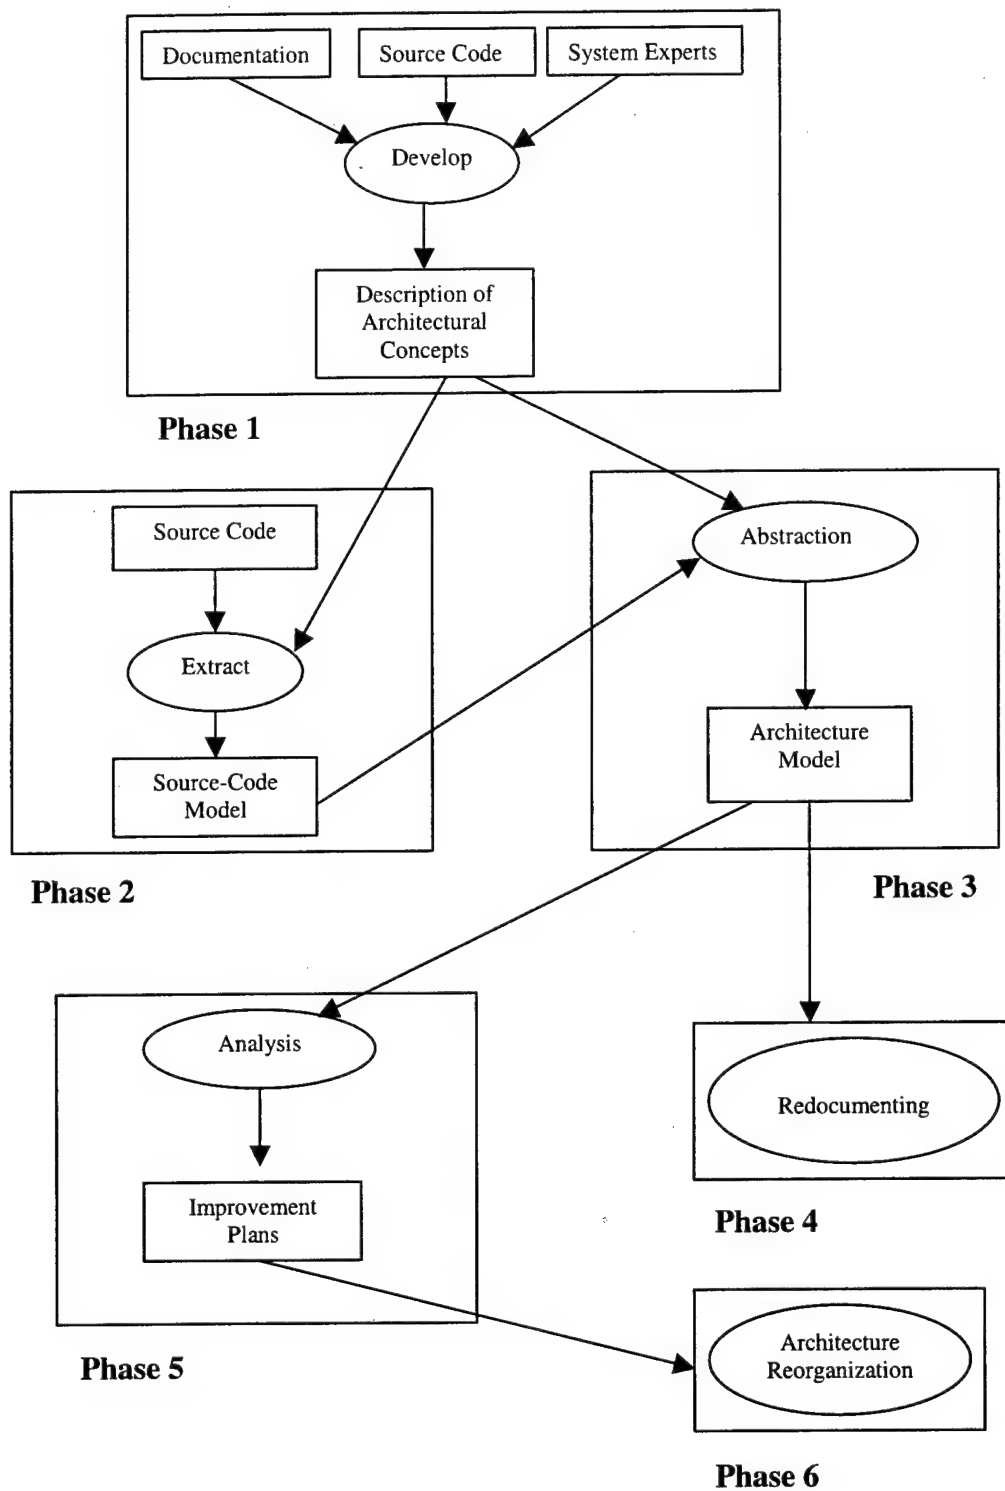 Documentation
Source Code
System Experts
Develop
Description of
Architectural
Concepts
Phase 1
Source Code
Extract
Source-Code
Model
Phase 2
Abstraction
Architecture
Model
Phase 3
Analysis
Improvement
Plans
Phase 5
Redocumenting
Phase 4
Architecture
Reorganization
Phase 6